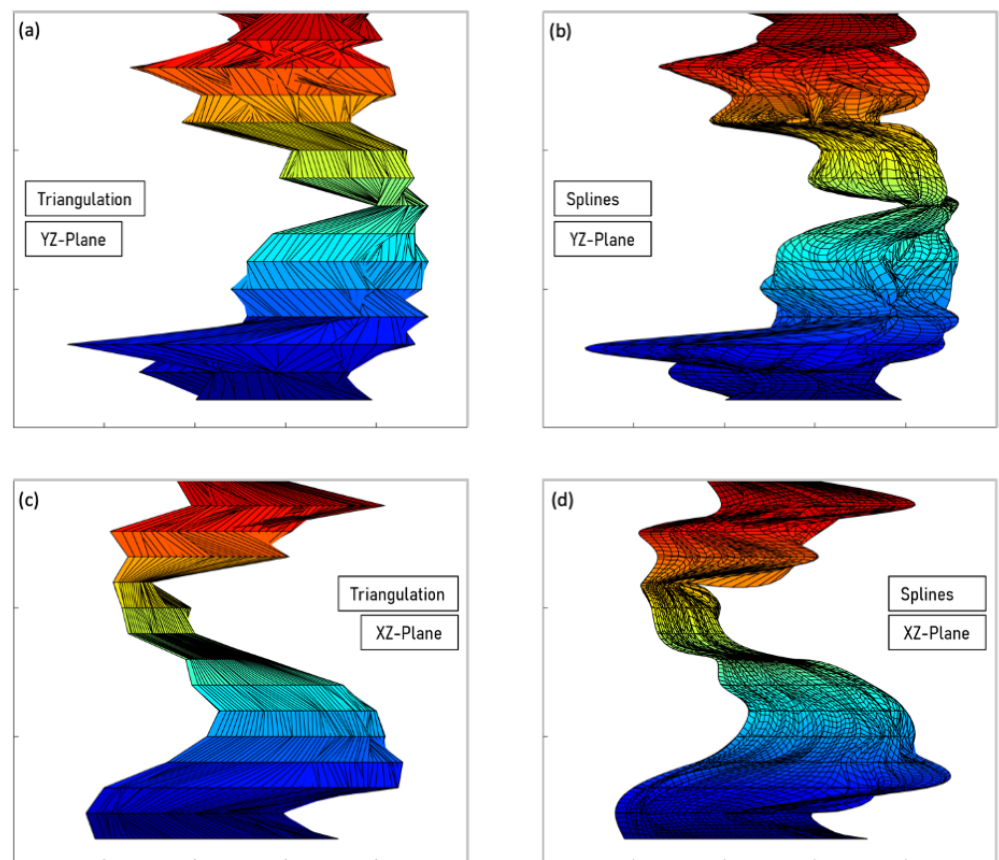 (a)
Triangulation
YZ-Plane
(b)
Splines
YZ-Plane
(c)
Triangulation
XZ-Plane
(d)
Splines
XZ-Plane